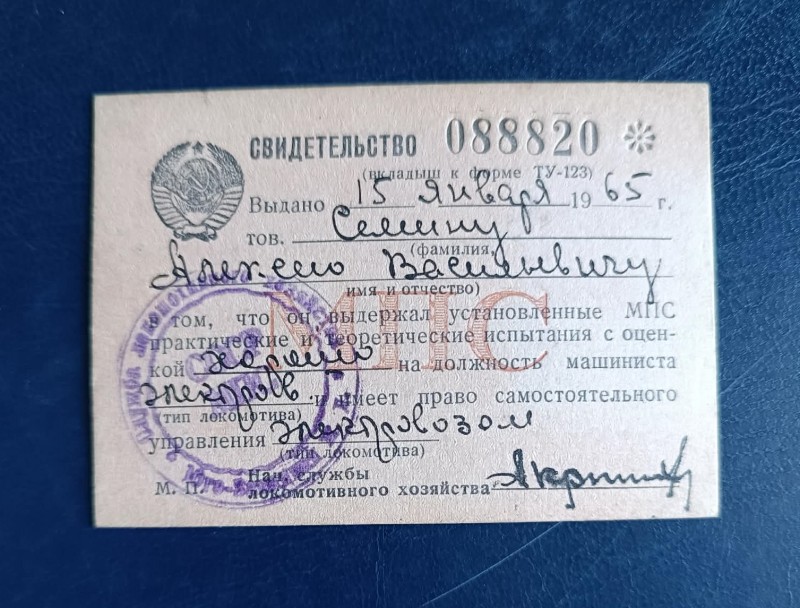 СВИДЕТЕЛЬСТВО 088820
(вкладыш к форме ТУ-123)
Выдано 15 января 1965 г.
тов. Семину
(фамилия,
Алексею Васильевичу
имя и отчество)
МПС
том, что он выдержал установленные МПС
практические и теоретические испытания с оцен-
кой хорошо на должность машиниста
электровоз. и имеет право самостоятельного
(тип локомотива)
управления электровозом
(тип локомотива)
М. П. Нач. службы
локомотивного хозяйства